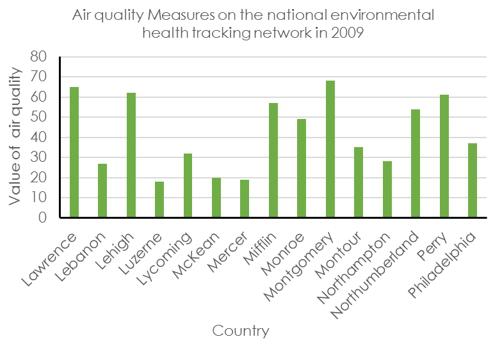 Air quality Measures on the national environmental
health tracking network in 2009
Value of air quality
80
70
60
50
40
30
20
10
0
Lawrence
Lebanon
Lehigh
Luzerne
Lycoming
McKean
Mercer
Mifflin
Monroe
Montgomery
Montour
Northampton
Northumberland
Perry
Philadelphia
Country